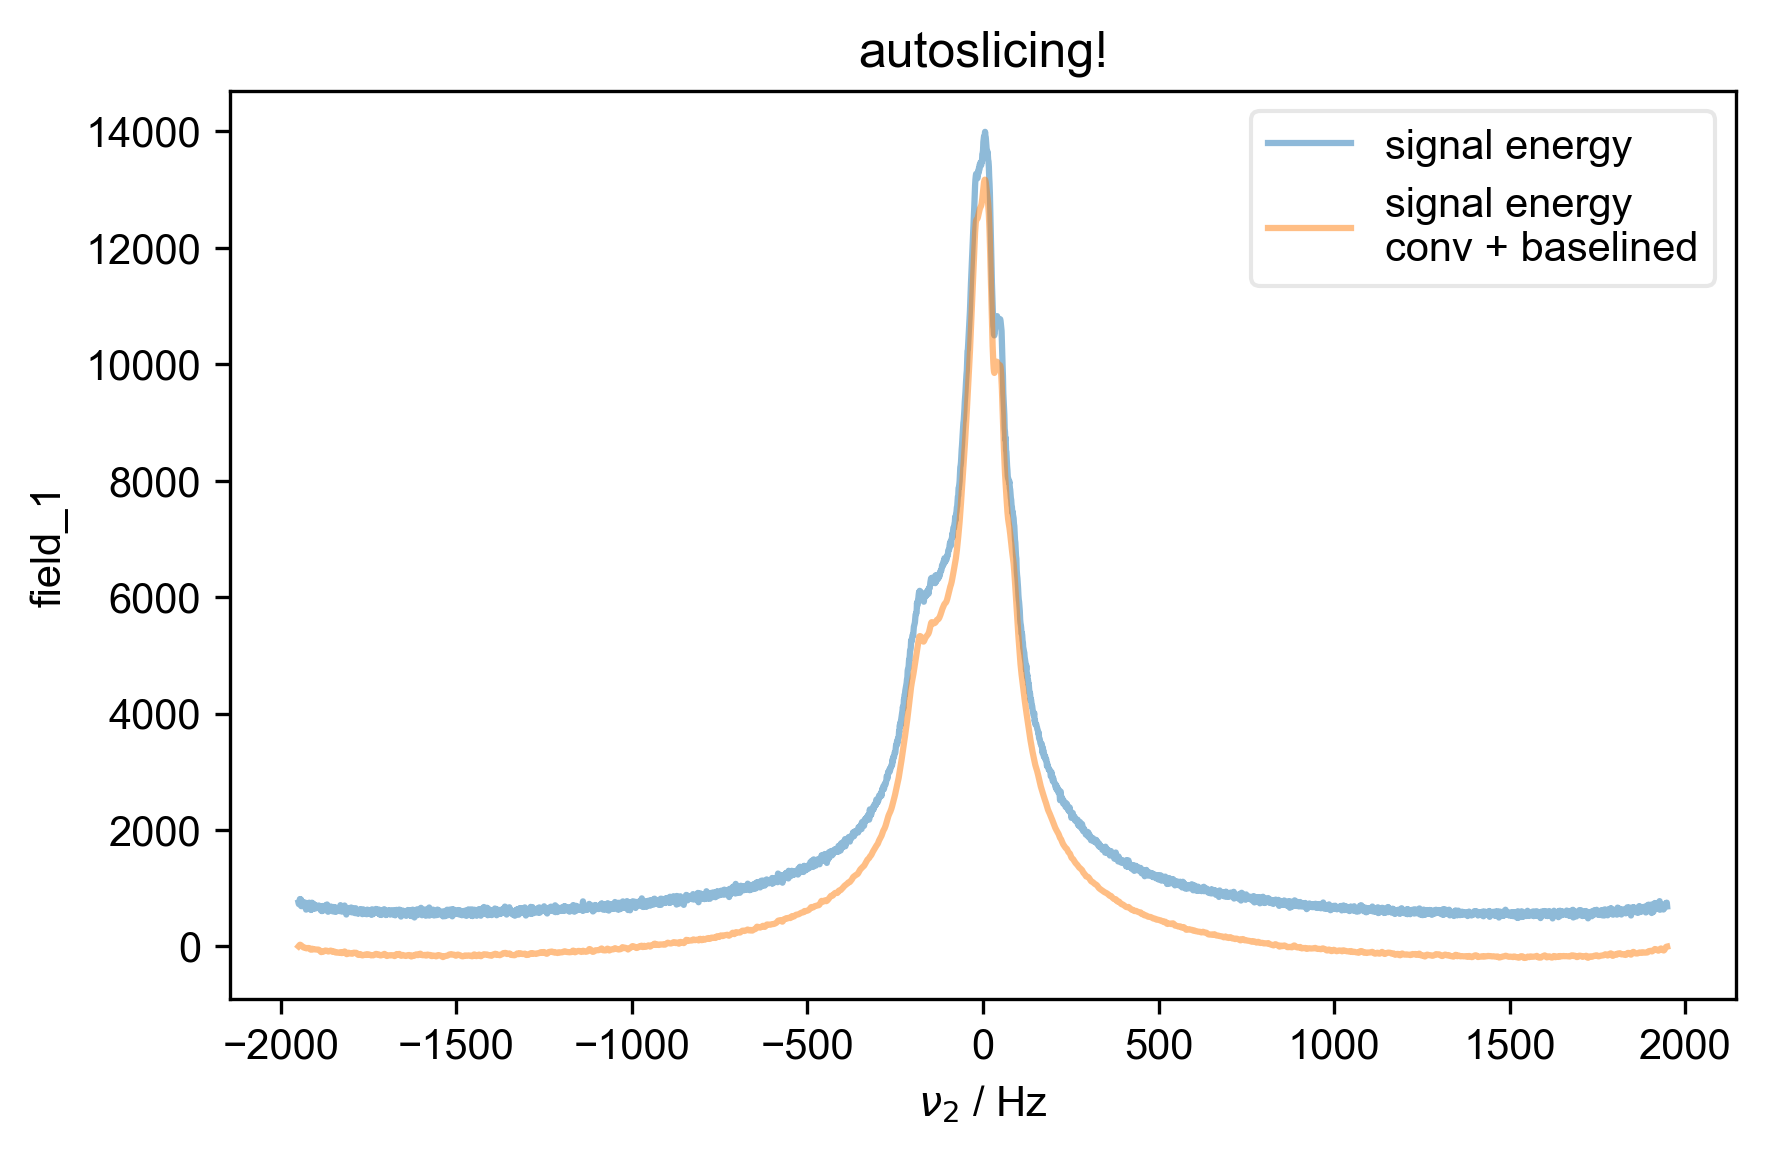 autoslicing!
14000
12000
10000
8000
6000
4000
2000
0
field_1
signal energy
signal energy
conv + baselined
−2000
−1500
−1000
−500
0
500
1000
1500
2000
ν₂ / Hz